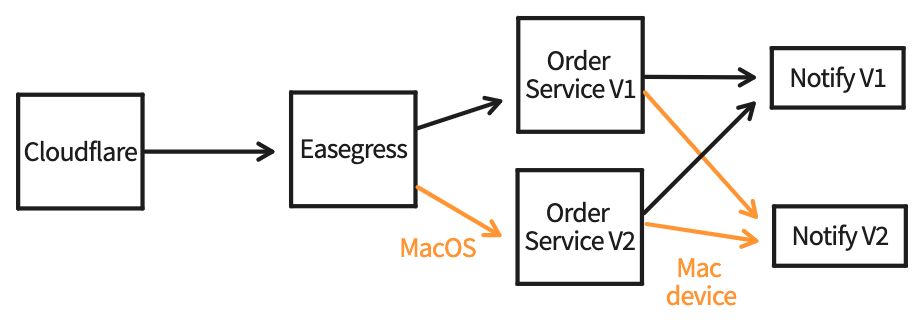 Cloudflare
Easegress
MacOS
Order
Service V1
Order
Service V2
Mac
device
Notify V1
Notify V2